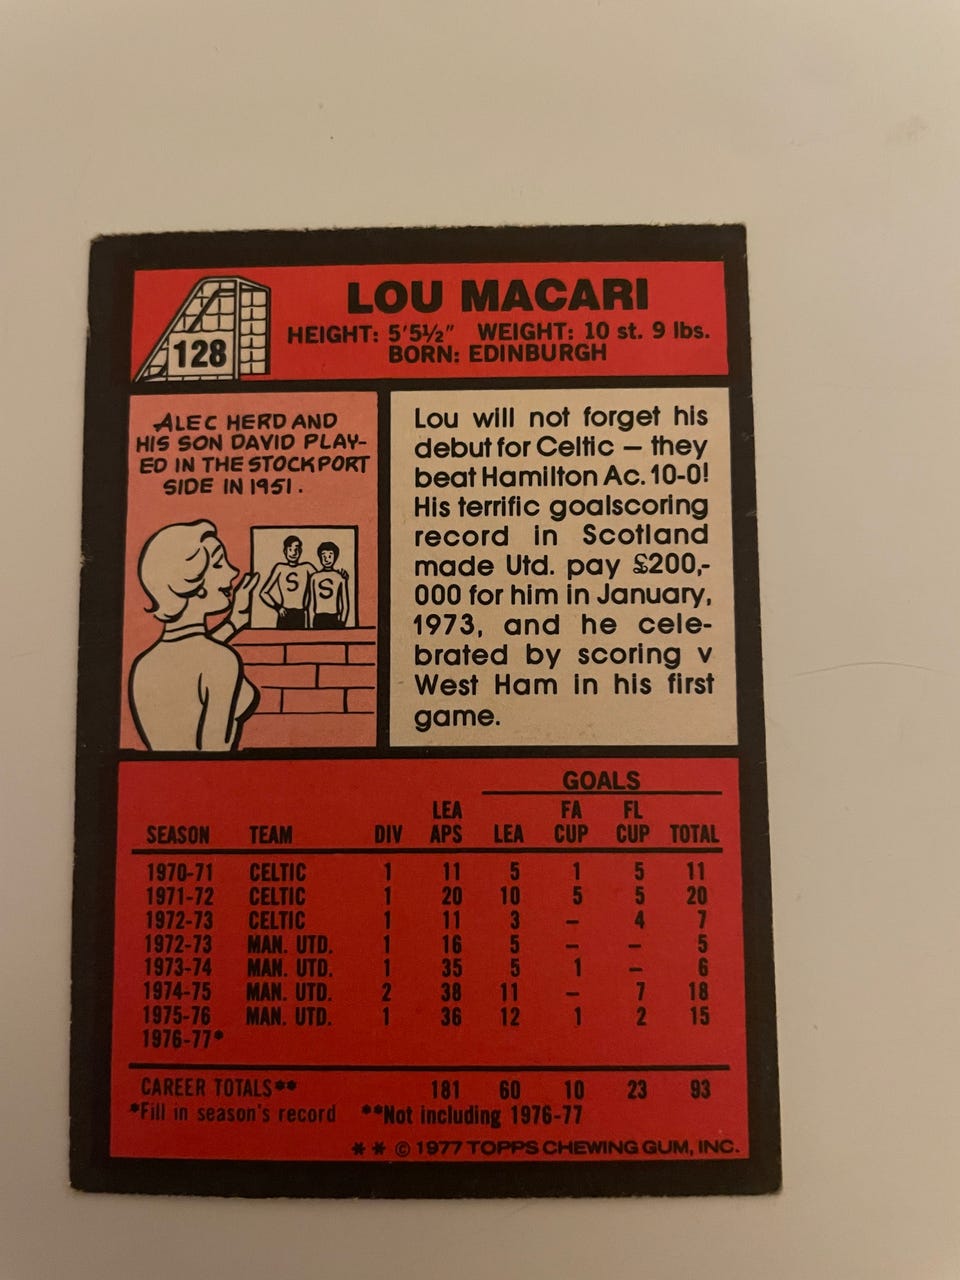 128
LOU MACARI
HEIGHT: 5'5½" WEIGHT: 10 st. 9 lbs.
BORN: EDINBURGH
ALEC HERD AND
HIS SON DAVID PLAY-
ED IN THE STOCKPORT
SIDE IN 1951.
S S
Lou will not forget his
debut for Celtic – they
beat Hamilton Ac. 10-0!
His terrific goalscoring
record in Scotland
made Utd. pay £200,-
000 for him in January,
1973, and he cele-
brated by scoring v
West Ham in his first
game.
GOALS
LEA FA FL
SEASON TEAM DIV APS LEA CUP CUP TOTAL
1970-71 CELTIC 1 11 5 1 5 11
1971-72 CELTIC 1 20 10 5 5 20
1972-73 CELTIC 1 11 3 – 4 7
1972-73 MAN. UTD. 1 16 5 – – 5
1973-74 MAN. UTD. 1 35 5 1 – 6
1974-75 MAN. UTD. 2 38 11 – 7 18
1975-76 MAN. UTD. 1 36 12 1 2 15
1976-77*
CAREER TOTALS** 181 60 10 23 93
*Fill in season's record **Not including 1976-77
** © 1977 TOPPS CHEWING GUM, INC.